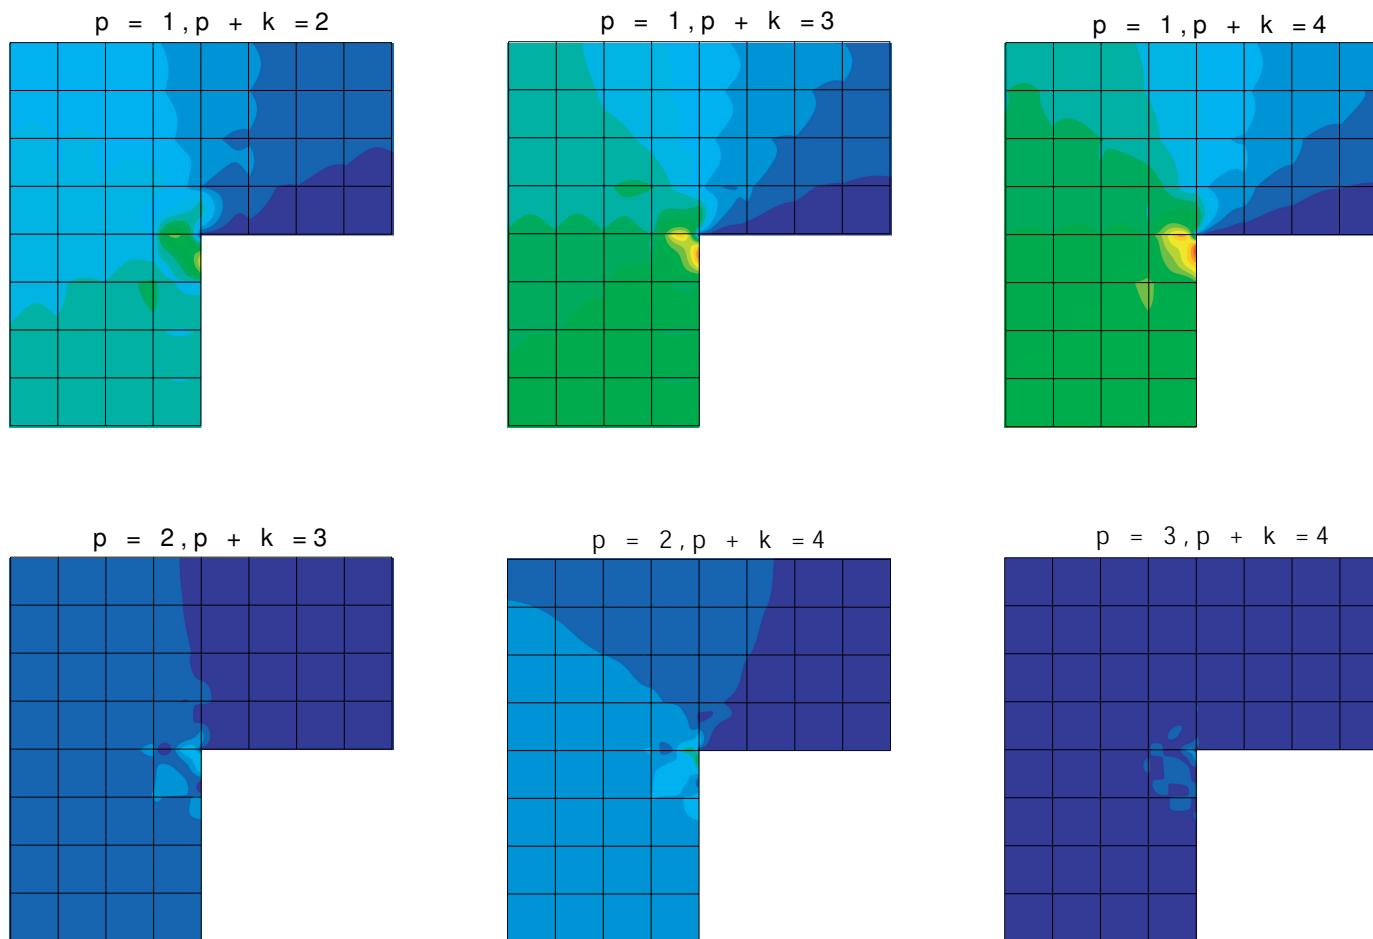 p = 1,p + k =2
p = 1,p + k =3
p = 1,p + k =4
p = 2,p + k =3
p = 2,p + k =4
p = 3,p + k =4